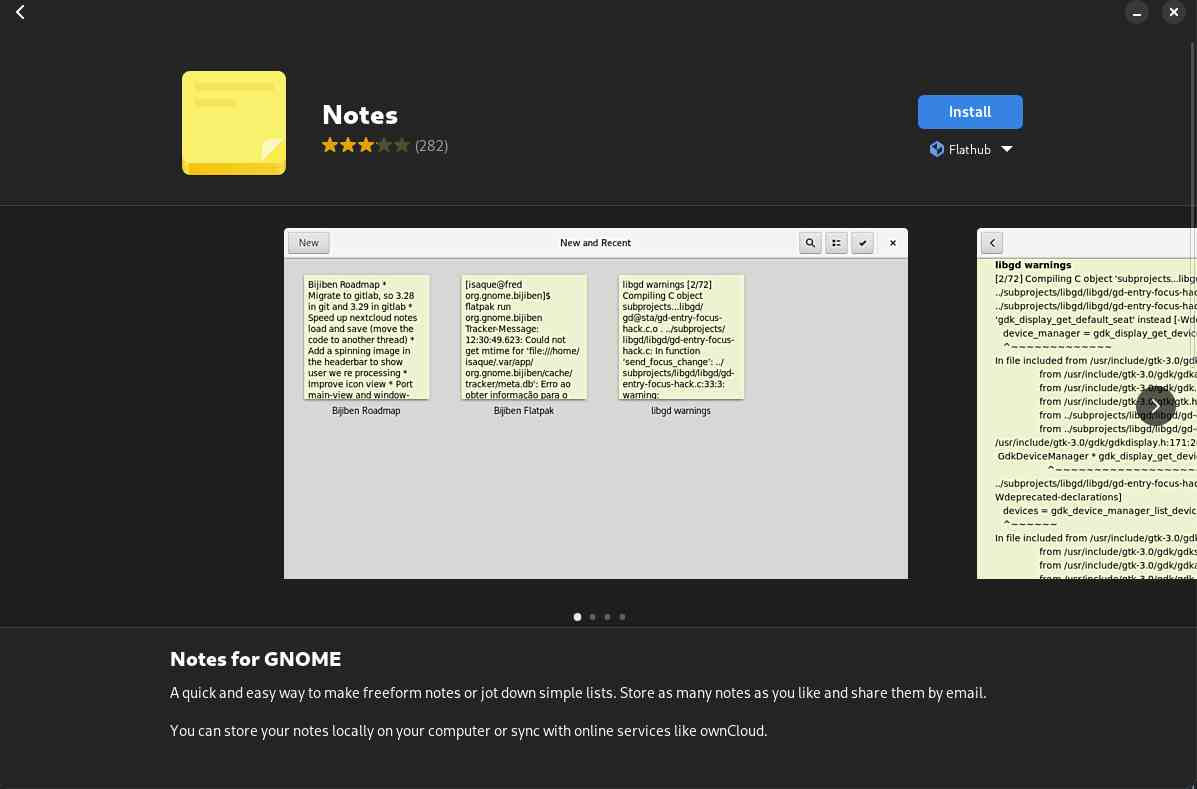 Notes
(282)
Install
Flathub
New
New and Recent
Bijiben Roadmap *
Migrate to gitlab, so 3.28
in git and 3.29 in gitlab *
Speed up nextcloud notes
load and save (move the
code to another thread) *
Add a spinning image in
the headerbar to show
user we re processing *
Improve icon view * Port
main-view and window-
Bijiben Roadmap
[isaque@fred
org.gnome.bijiben]$
flatpak run
org.gnome.bijiben
Tracker-Message:
12:30:49.623: Could not
get mtime for 'file:///home/
isaque/.var/app/
org.gnome.bijiben/cache/
tracker/meta.db': Erro ao
obter informação para o
Bijiben Flatpak
libgd warnings [2/72]
Compiling C object
subprojects...libgd/
gd@sta/gd-entry-focus-
hack.c.o . ../subprojects/
libgd/libgd/gd-entry-focus-
hack.c: In function
'send_focus_change': ../
subprojects/libgd/libgd/gd-
entry-focus-hack.c:33:3:
warning:
libgd warnings
libgd warnings
[2/72] Compiling C object 'subprojects...libg
../subprojects/libgd/libgd/gd-entry-focus-hac
../subprojects/libgd/libgd/gd-entry-focus-hac
'gdk_display_get_default_seat' instead [-Wde
device_manager = gdk_display_get_devic
^~~~~~~~~~~~~~
In file included from /usr/include/gtk-3.0/gdk
from /usr/include/gtk-3.0/gdk/gdka
from /usr/include/gtk-3.0/gdk/gdk.
from /usr/include/gtk-3.0/gtk/gtk.h
from ../subprojects/libgd/libgd/gd-
from ../subprojects/libgd/libgd/gd-e
/usr/include/gtk-3.0/gdk/gdkdisplay.h:171:2
GdkDeviceManager * gdk_display_get_devi
^~~~~~~~~~~~~~~~~~~~
../subprojects/libgd/libgd/gd-entry-focus-hac
Wdeprecated-declarations]
devices = gdk_device_manager_list_devic
^~~~~~~
In file included from /usr/include/gtk-3.0/gdk
from /usr/include/gtk-3.0/gdk/gdks
from /usr/include/gtk-3.0/gdk/gdka
from /usr/include/gtk-3.0/gdk/gdk.
Notes for GNOME
A quick and easy way to make freeform notes or jot down simple lists. Store as many notes as you like and share them by email.
You can store your notes locally on your computer or sync with online services like ownCloud.